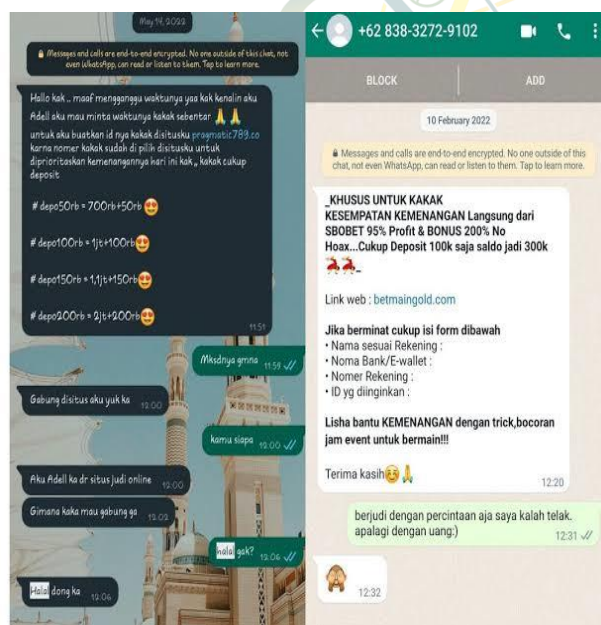 May 14, 2022
Messages and calls are end-to-end encrypted. No one outside of this chat, not
even WhatsApp, can read or listen to them. Tap to learn more.
Hallo kak .. maaf mengganggu waktunya yaa kak kenalin aku
Adell aku mau minta waktunya kakak sebentar 🙏🙏
untuk aku buatkan id nya kakak disitusku pragmatic789.co
karna nomer kakak sudah di pilih disitusku untuk
diprioritaskan kemenangannya hari ini kak,, kakak cukup
deposit
# depo50rb = 700rb+50rb😍
# depo100rb = 1jt+100rb😍
# depo150rb = 1,1jt+150rb😍
# depo200rb = 2jt+200rb😍
11:51
Mksdnya gmna 11:59
Gabung disitus aku yuk ka 12:00
kamu siapa 12:00
Aku Adell ka dr situs judi online 12:00
Gimana kaka mau gabung ga 12:02
halal gak? 12:06
Halal dong ka 12:06
+62 838-3272-9102
BLOCK ADD
10 February 2022
Messages and calls are end-to-end encrypted. No one outside of this
chat, not even WhatsApp, can read or listen to them. Tap to learn more.
_KHUSUS UNTUK KAKAK
KESEMPATAN KEMENANGAN Langsung dari
SBOBET 95% Profit & BONUS 200% No
Hoax...Cukup Deposit 100k saja saldo jadi 300k
_
Link web : betmaingold.com
Jika berminat cukup isi form dibawah
• Nama sesuai Rekening :
• Noma Bank/E-wallet :
• Nomer Rekening :
• ID yg diinginkan :
Lisha bantu KEMENANGAN dengan trick,bocoran
jam event untuk bermain!!!
Terima kasih☺️🙏
12:20
berjudi dengan percintaan aja saya kalah telak.
apalagi dengan uang:)
12:31
🙈 12:32